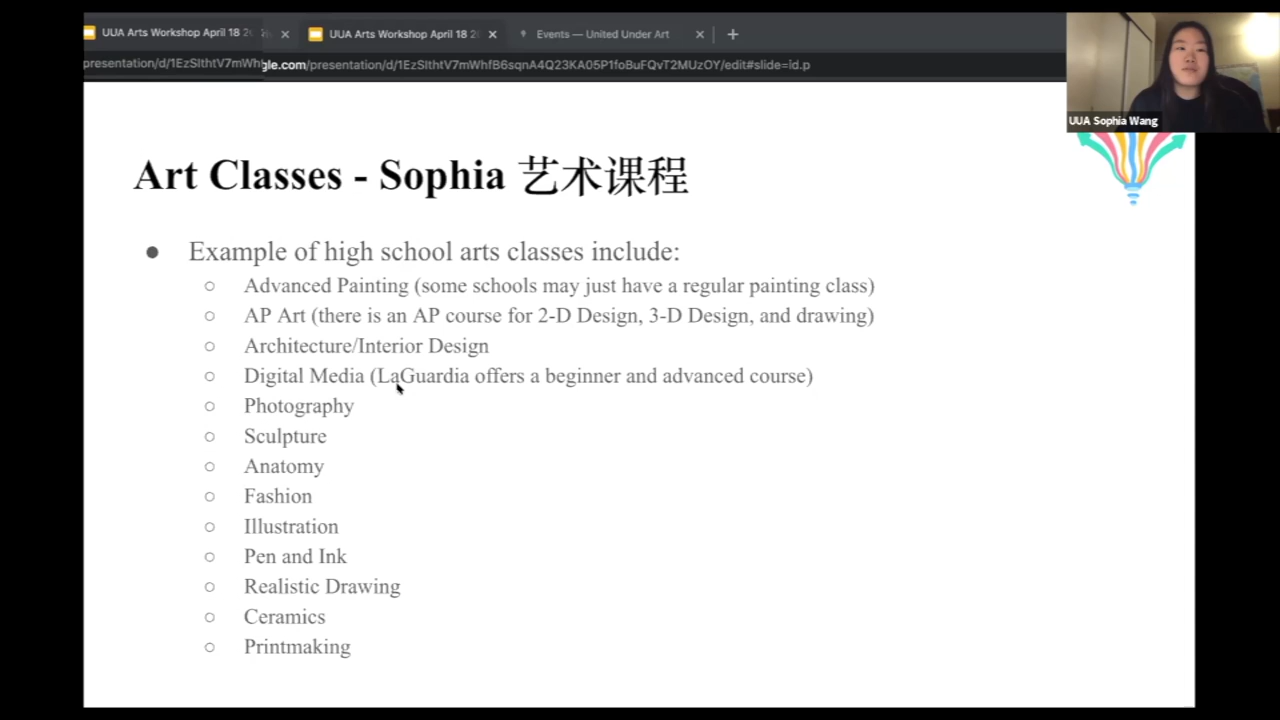 UUA Arts Workshop April 18
UUA Arts Workshop April 18 2
Events — United Under Art
presentation/d/1EzSIthtV7mWh
gle.com/presentation/d/1EzSIthtV7mWhfB6sqnA4Q23KA05P1foBuFQvT2MUzOY/edit#slide=id.p
UUA Sophia Wang
Art Classes - Sophia 艺术课程
● Example of high school arts classes include:
○ Advanced Painting (some schools may just have a regular painting class)
○ AP Art (there is an AP course for 2-D Design, 3-D Design, and drawing)
○ Architecture/Interior Design
○ Digital Media (LaGuardia offers a beginner and advanced course)
○ Photography
○ Sculpture
○ Anatomy
○ Fashion
○ Illustration
○ Pen and Ink
○ Realistic Drawing
○ Ceramics
○ Printmaking